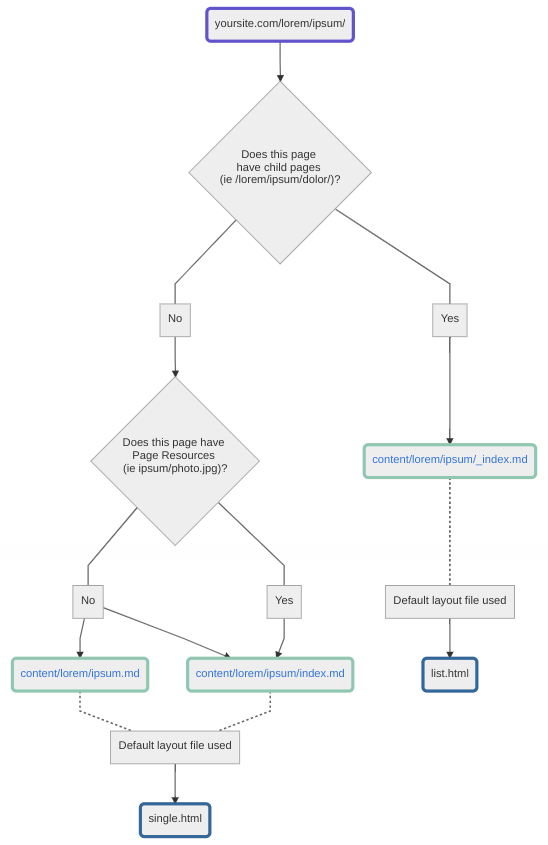 yoursite.com/lorem/ipsum/
Does this page
have child pages
(ie /lorem/ipsum/dolor/)?
No
Yes
Does this page have
Page Resources
(ie ipsum/photo.jpg)?
content/lorem/ipsum/_index.md
No
Yes
Default layout file used
content/lorem/ipsum.md
content/lorem/ipsum/index.md
list.html
Default layout file used
single.html